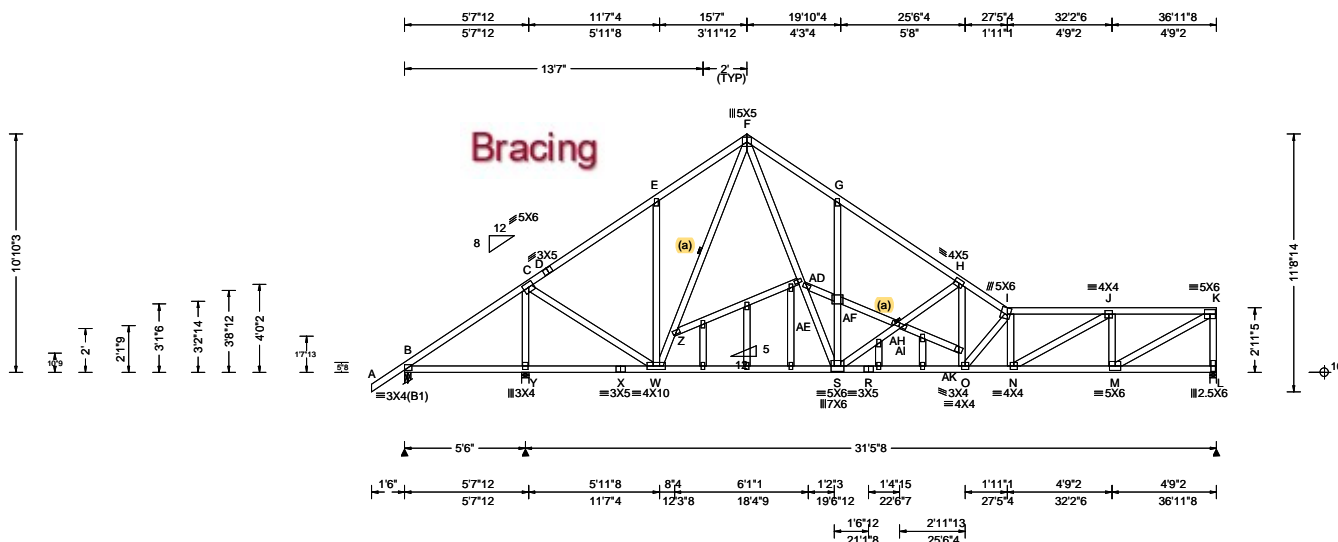 5'7"12 11'7"4 15'7" 19'10"4 25'6"4 27'5"4 32'2"6 36'11"8
5'7"12 5'11"8 3'11"12 4'3"4 5'8" 1'11"1 4'9"2 4'9"2
13'7" 2'
(TYP)
|||5X5
F
Bracing
E G
12 5X6
8
(a)
3X5
C D
4X5
H
5X6
I
4X4
J
5X6
K
10'10"3
11'8"14
2'11"5
2'
2'1"9
3'1"6
3'2"14
3'8"12
4'0"2
1'7"13
5"8
AD
(a)
AE AF
Z
AH
AI
5
12
B
A
Y X W S R AK O N M L
3X4(B1) |||3X4 3X5 4X10 5X6 3X5 3X4 4X4 5X6 |||2.5X6
|||7X6 4X4
5'6" 31'5"8
1'6" 5'7"12 5'11"8 8"4 6'1"1 1'2"3 1'4"15 1'11"1 4'9"2 4'9"2
5'7"12 11'7"4 12'3"8 18'4"9 19'6"12 22'6"7 27'5"4 32'2"6 36'11"8
1'6"12 2'11"13
21'1"8 25'6"4